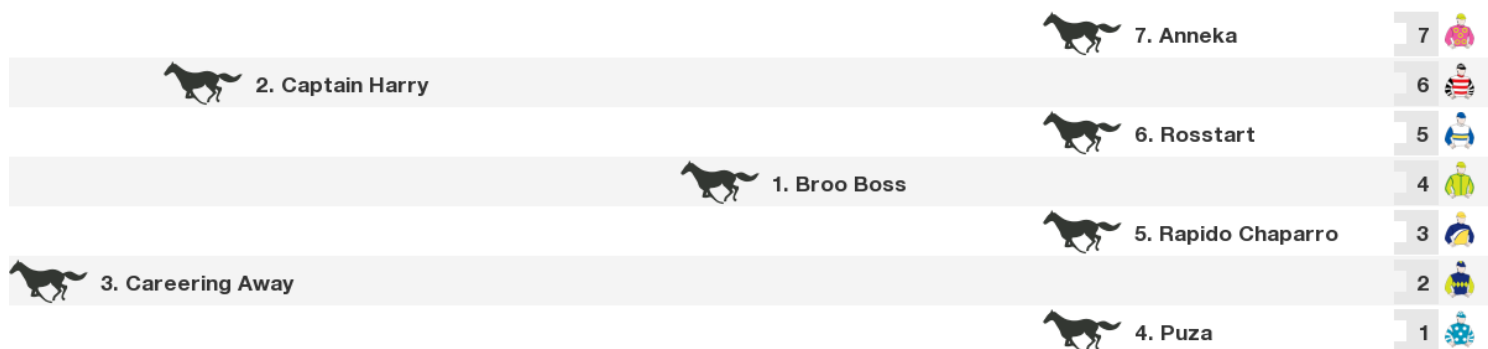 7. Anneka 7
2. Captain Harry 6
6. Rosstart 5
1. Broo Boss 4
5. Rapido Chaparro 3
3. Careering Away 2
4. Puza 1